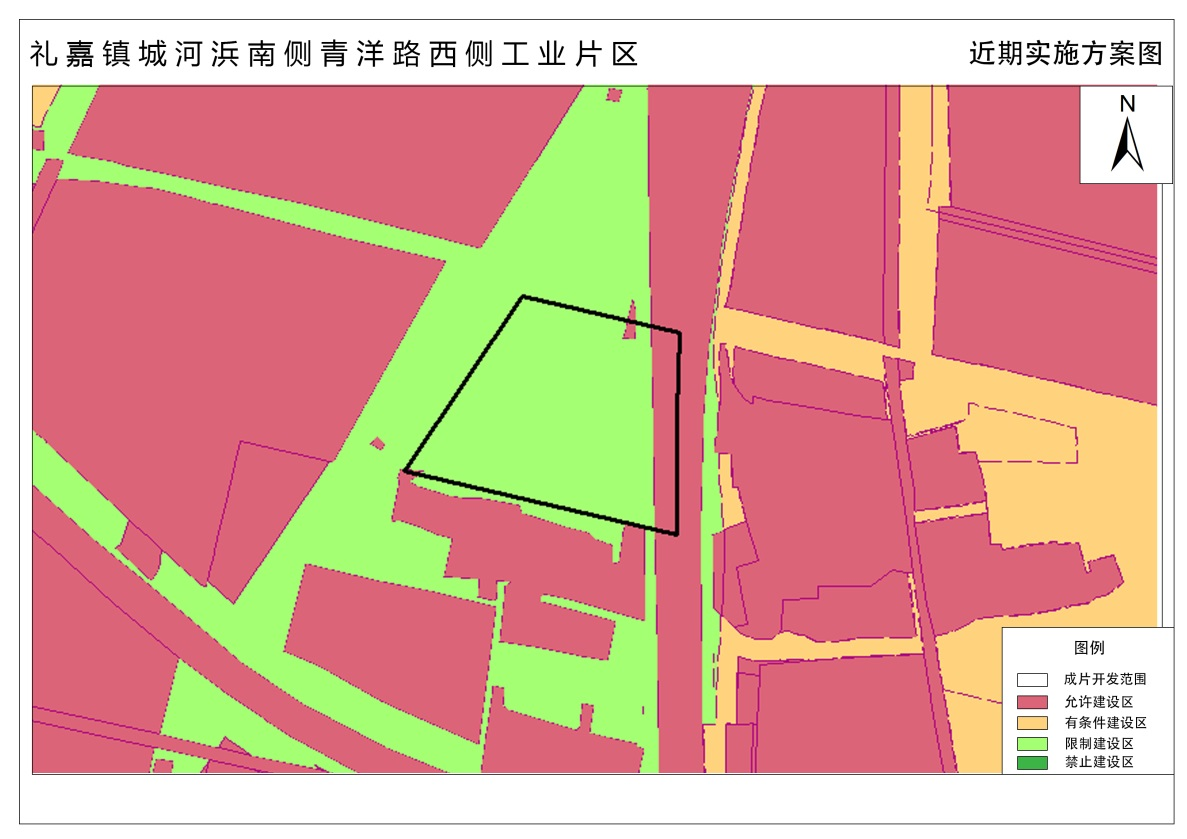 礼嘉镇城河浜南侧青洋路西侧工业片区
近期实施方案图
N
图例
成片开发范围
允许建设区
有条件建设区
限制建设区
禁止建设区